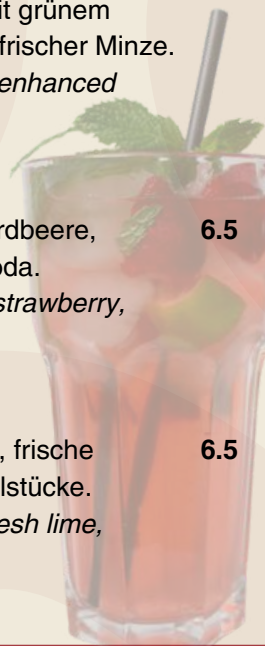 it grünem
frischer Minze.
enhanced
rdbeere, 6.5
oda.
strawberry,
, frische 6.5
lstücke.
esh lime,